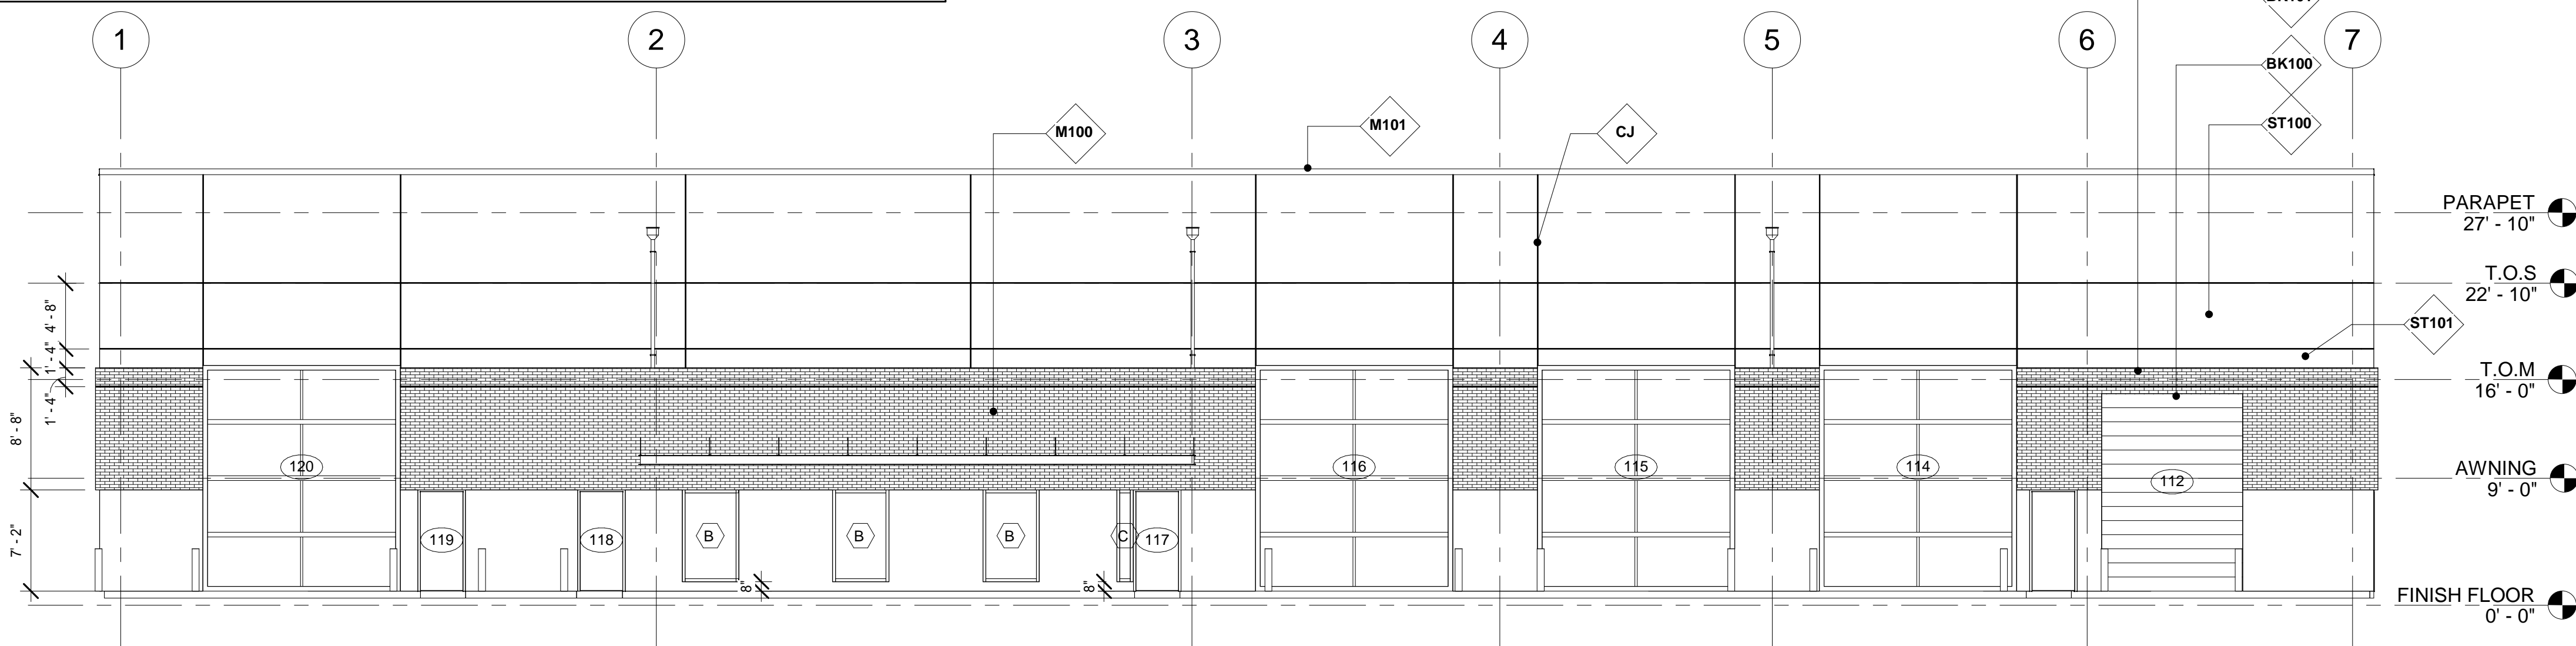 1
2
3
4
5
6
7
BK100
M100
M101
CJ
ST100
PARAPET
27' - 10"
T.O.S
22' - 10"
4' - 8"
ST101
1' - 4"
T.O.M
16' - 0"
1' - 4"
8' - 8"
120
116
115
114
112
AWNING
9' - 0"
7' - 2"
119
118
B
B
B
C
117
8"
8"
FINISH FLOOR
0' - 0"